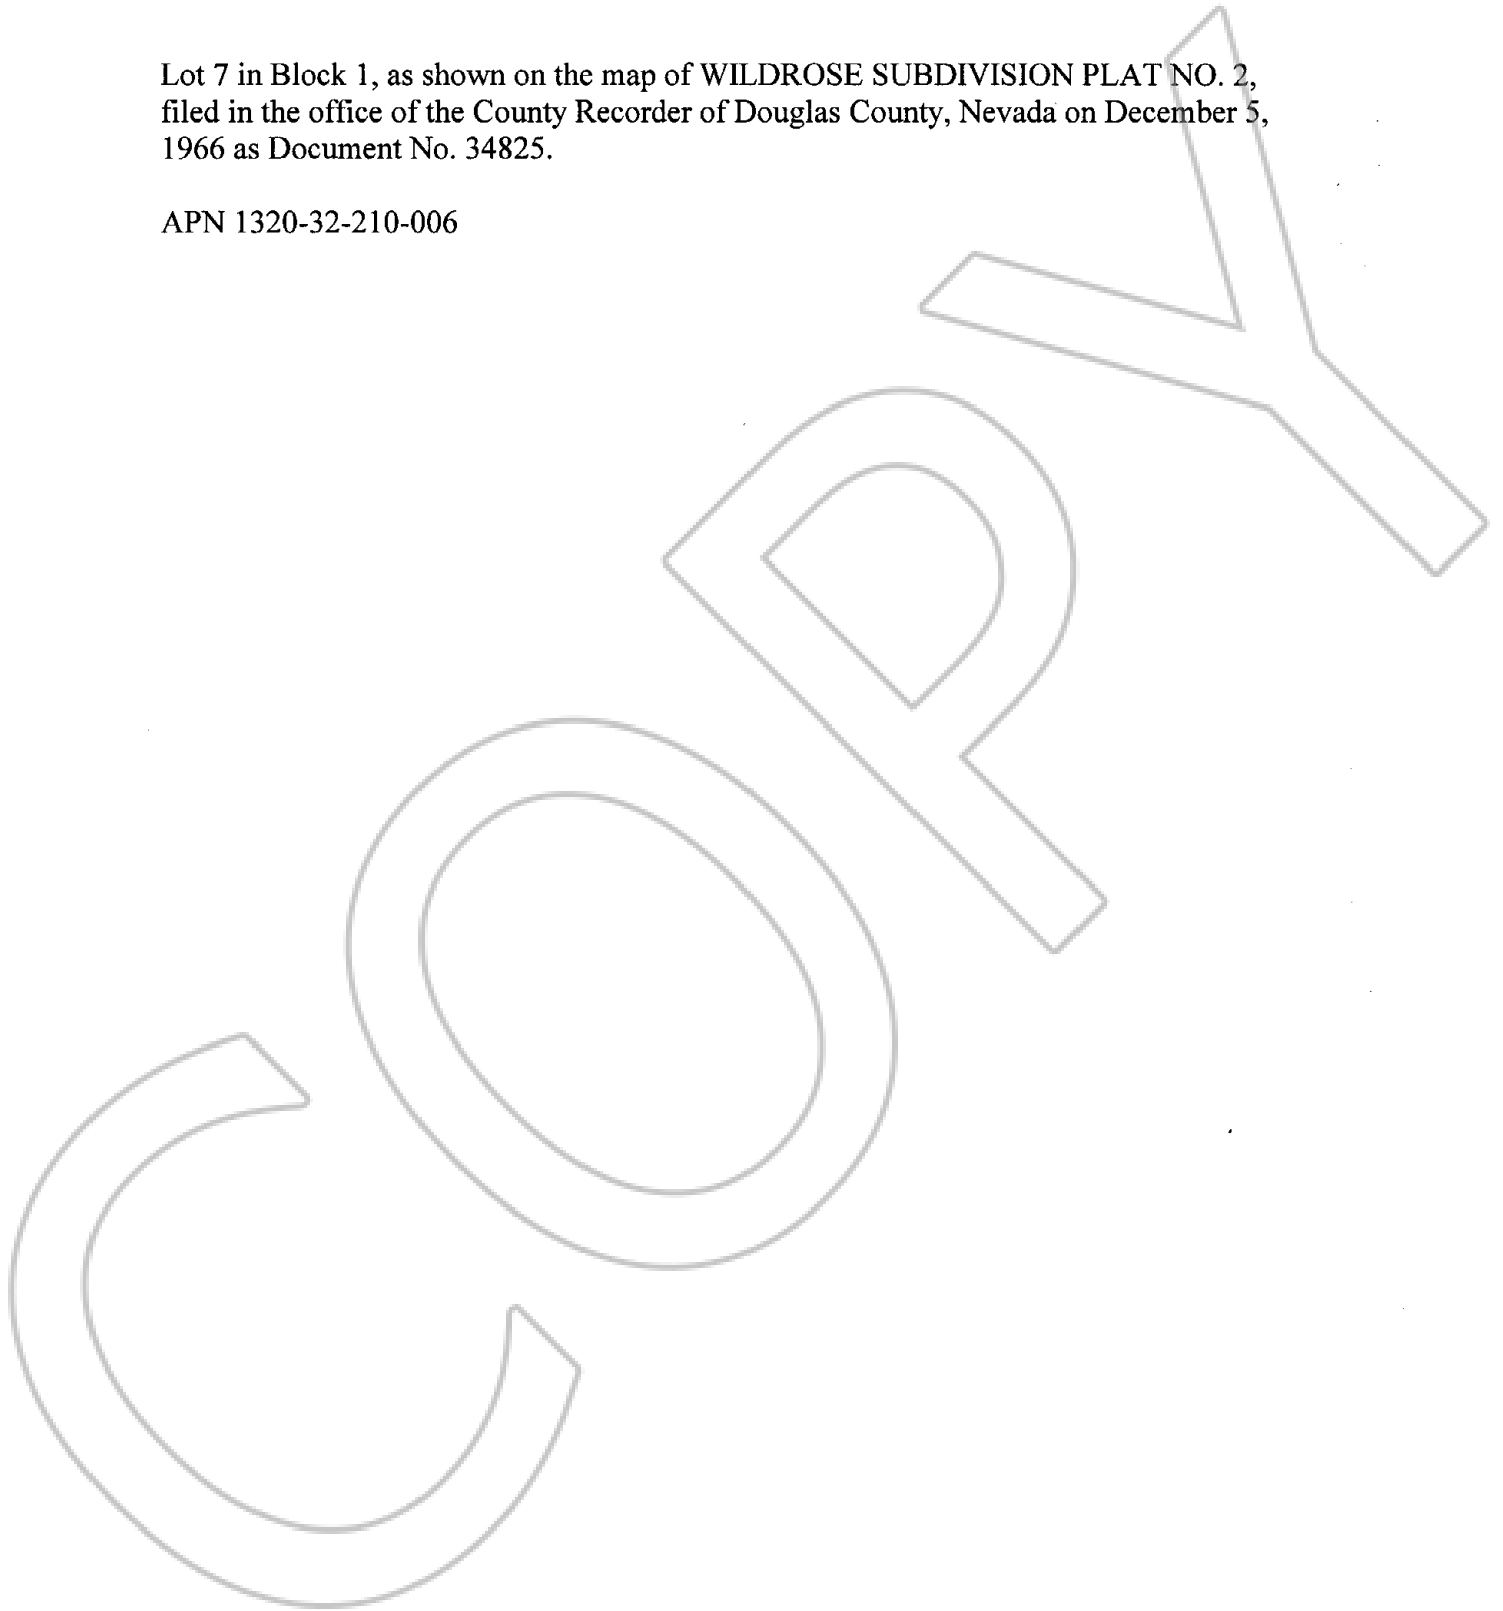 Lot 7 in Block 1, as shown on the map of WILDROSE SUBDIVISION PLAT NO. 2,
filed in the office of the County Recorder of Douglas County, Nevada on December 5,
1966 as Document No. 34825.
APN 1320-32-210-006
COPY